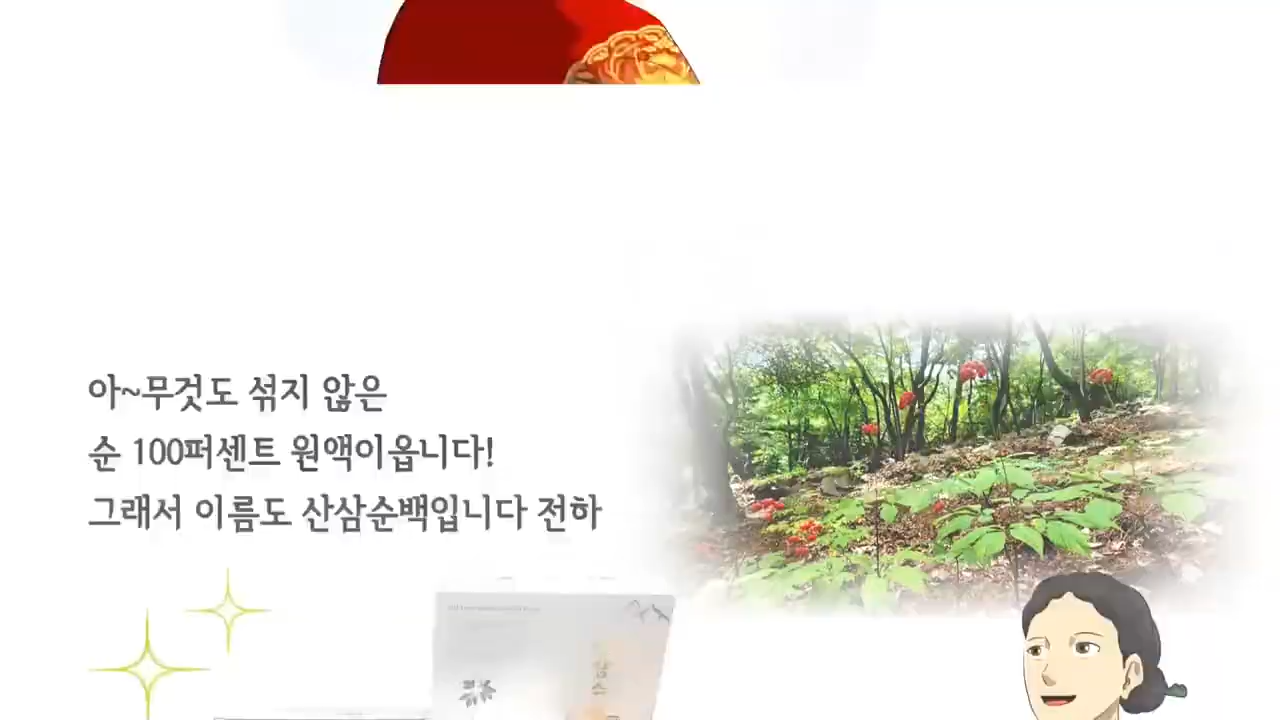 아~무것도 섞지 않은
순 100퍼센트 원액이옵니다!
그래서 이름도 산삼순백입니다 전하